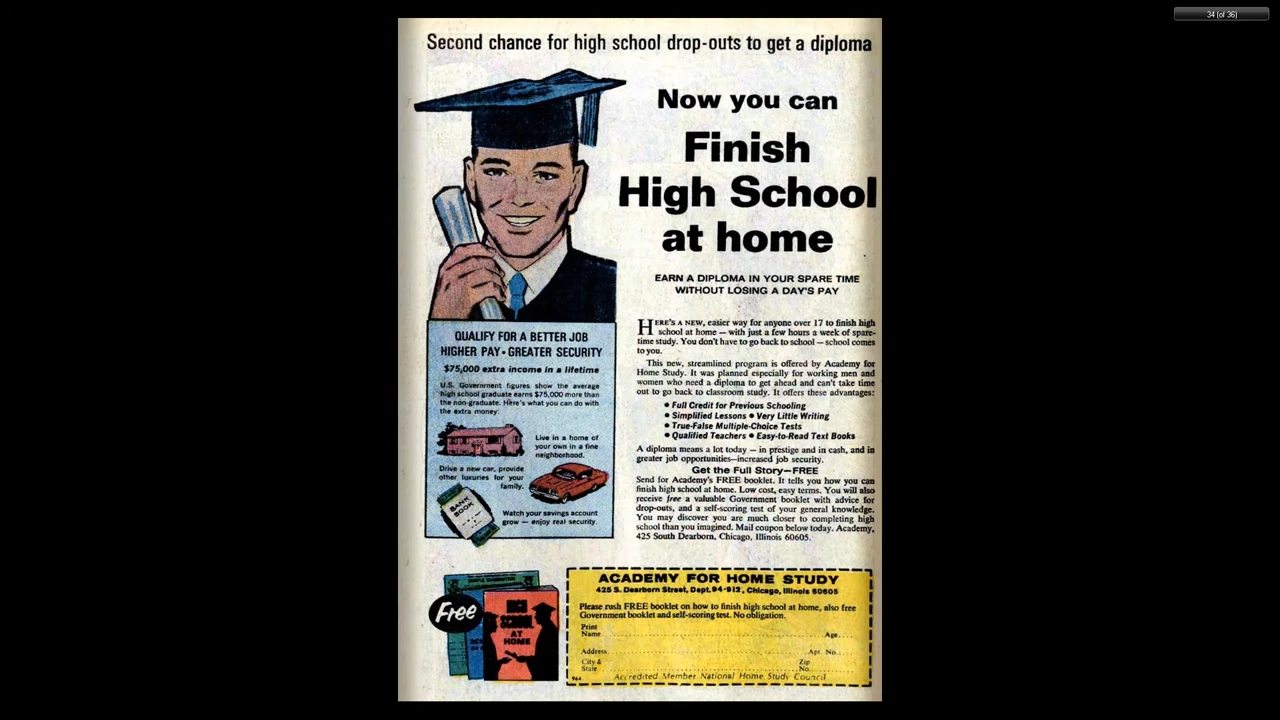 34 (of 36)
Second chance for high school drop-outs to get a diploma
Now you can
Finish
High School
at home
EARN A DIPLOMA IN YOUR SPARE TIME
WITHOUT LOSING A DAY'S PAY
HERE'S A NEW, easier way for anyone over 17 to finish high
school at home — with just a few hours a week of spare-
time study. You don't have to go back to school — school comes
to you.
This new, streamlined program is offered by Academy for
Home Study. It was planned especially for working men and
women who need a diploma to get ahead and can't take time
out to go back to classroom study. It offers these advantages:
• Full Credit for Previous Schooling
• Simplified Lessons • Very Little Writing
• True-False Multiple-Choice Tests
• Qualified Teachers • Easy-to-Read Text Books
A diploma means a lot today — in prestige and in cash, and in
greater job opportunities—increased job security.
Get the Full Story—FREE
Send for Academy's FREE booklet. It tells you how you can
finish high school at home. Low cost, easy terms. You will also
receive free a valuable Government booklet with advice for
drop-outs, and a self-scoring test of your general knowledge.
You may discover you are much closer to completing high
school than you imagined. Mail coupon below today. Academy,
425 South Dearborn, Chicago, Illinois 60605.
QUALIFY FOR A BETTER JOB
HIGHER PAY • GREATER SECURITY
$75,000 extra income in a lifetime
U.S. Government figures show the average
high school graduate earns $75,000 more than
the non-graduate. Here's what you can do with
the extra money:
Live in a home of
your own in a fine
neighborhood.
Drive a new car, provide
other luxuries for your
family.
BANK
BOOK
Watch your savings account
grow — enjoy real security.
Free
HIGH
SCHOOL
AT
HOME
ACADEMY FOR HOME STUDY
425 S. Dearborn Street, Dept. 94-912, Chicago, Illinois 60605
Please rush FREE booklet on how to finish high school at home, also free
Government booklet and self-scoring test. No obligation.
Print
Name Age
Address Apt. No.
City & Zip
State No.
Accredited Member National Home Study Council